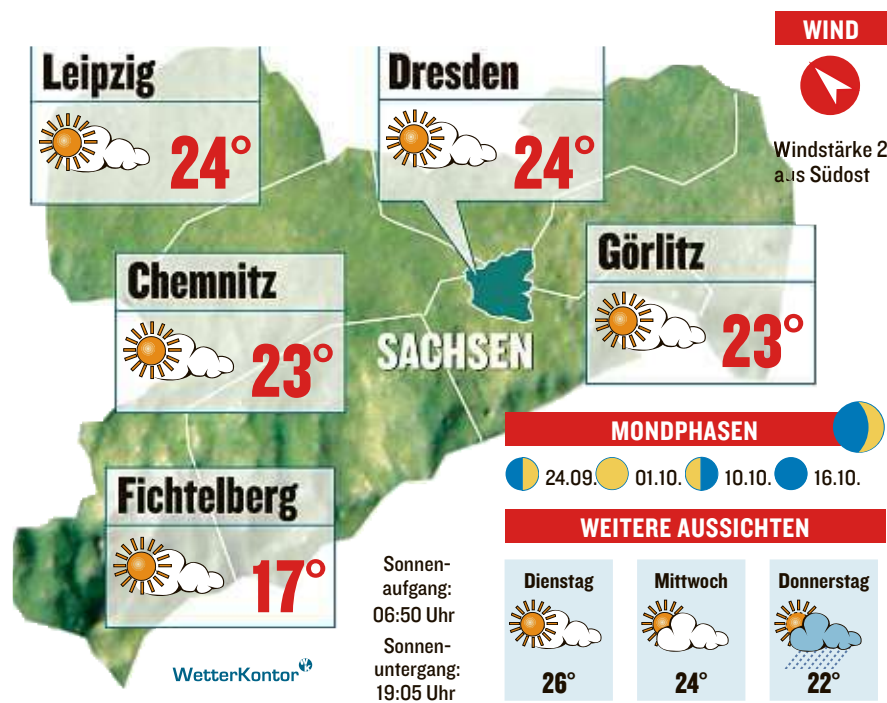 WIND
Windstärke 2
aus Südost
Leipzig
24°
Dresden
24°
Chemnitz
23°
Görlitz
23°
SACHSEN
Fichtelberg
17°
WetterKontor
Sonnen-
aufgang:
06:50 Uhr
Sonnen-
untergang:
19:05 Uhr
MONDPHASEN
24.09. 01.10. 10.10. 16.10.
WEITERE AUSSICHTEN
Dienstag Mittwoch Donnerstag
26° 24° 22°